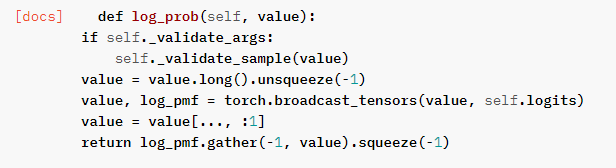 [docs]    def log_prob(self, value):
        if self._validate_args:
            self._validate_sample(value)
        value = value.long().unsqueeze(-1)
        value, log_pmf = torch.broadcast_tensors(value, self.logits)
        value = value[..., :1]
        return log_pmf.gather(-1, value).squeeze(-1)